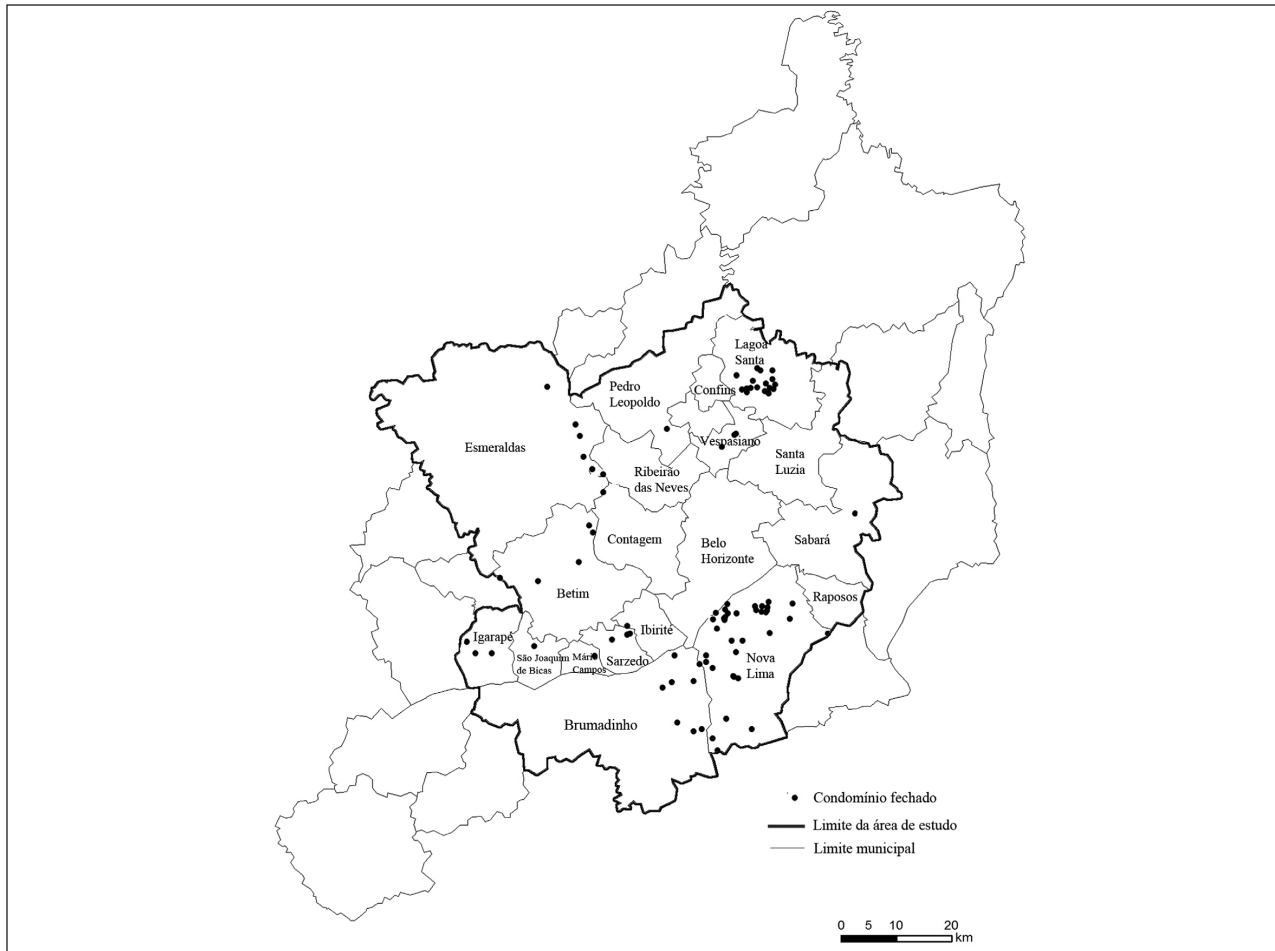 Lagoa
Santa
Pedro
Leopoldo
Confins
Esmeraldas
Vespasiano
Santa
Luzia
Ribeirão
das Neves
Contagem
Belo
Horizonte
Sabará
Betim
Raposos
Igarapé
Ibirité
São Joaquim
de Bicas
Mário
Campos
Sarzedo
Nova
Lima
Brumadinho
Condomínio fechado
Limite da área de estudo
Limite municipal
0 5 10 20
km